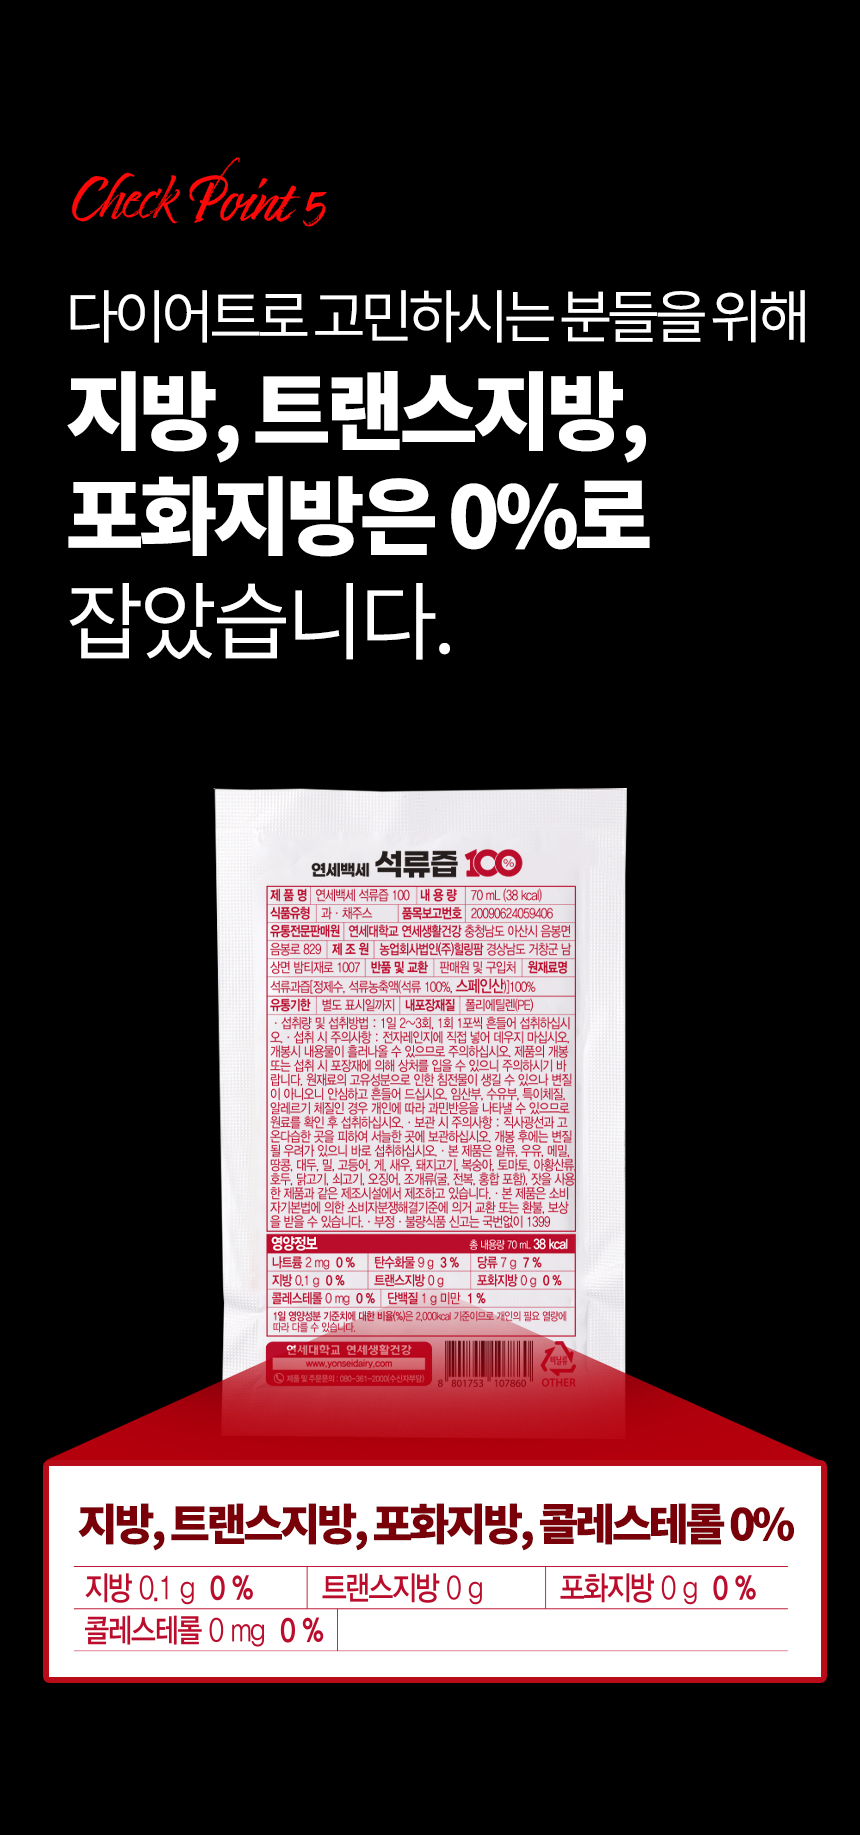 Check Point 5
다이어트로 고민하시는 분들을 위해
지방, 트랜스지방,
포화지방은 0%로
잡았습니다.
연세백세 석류즙 100%
제 품 명 연세백세 석류즙 100 내 용 량 70 mL (38 kcal)
식품유형 과 · 채주스 품목보고번호 20090624059406
유통전문판매원 연세대학교 연세생활건강 충청남도 아산시 음봉면
음봉로 829 제 조 원 농업회사법인(주)힐링팜 경상남도 거창군 남
상면 밤티재로 1007 반품 및 교환 판매원 및 구입처 원재료명
석류과즙[정제수, 석류농축액(석류 100%, 스페인산)]100%
유통기한 별도 표시일까지 내포장재질 폴리에틸렌(PE)
· 섭취량 및 섭취방법 : 1일 2~3회, 1회 1포씩 흔들어 섭취하십시
오. · 섭취 시 주의사항 : 전자레인지에 직접 넣어 데우지 마십시오.
개봉시 내용물이 흘러나올 수 있으므로 주의하십시오. 제품의 개봉
또는 섭취 시 포장재에 의해 상처를 입을 수 있으니 주의하시기 바
랍니다. 원재료의 고유성분으로 인한 침전물이 생길 수 있으나 변질
이 아니오니 안심하고 흔들어 드십시오. 임산부, 수유부, 특이체질,
알레르기 체질인 경우 개인에 따라 과민반응을 나타낼 수 있으므로
원료를 확인 후 섭취하십시오. · 보관 시 주의사항 : 직사광선과 고
온다습한 곳을 피하여 서늘한 곳에 보관하십시오. 개봉 후에는 변질
될 우려가 있으니 바로 섭취하십시오. · 본 제품은 알류, 우유, 메밀,
땅콩, 대두, 밀, 고등어, 게, 새우, 돼지고기, 복숭아, 토마토, 아황산류,
호두, 닭고기, 쇠고기, 오징어, 조개류(굴, 전복, 홍합 포함), 잣을 사용
한 제품과 같은 제조시설에서 제조하고 있습니다. · 본 제품은 소비
자기본법에 의한 소비자분쟁해결기준에 의거 교환 또는 환불, 보상
을 받을 수 있습니다. · 부정 · 불량식품 신고는 국번없이 1399
영양정보 총 내용량 70 mL 38 kcal
나트륨 2 mg 0 % 탄수화물 9 g 3 % 당류 7 g 7 %
지방 0.1 g 0 % 트랜스지방 0 g 포화지방 0 g 0 %
콜레스테롤 0 mg 0 % 단백질 1 g 미만 1 %
1일 영양성분 기준치에 대한 비율(%)은 2,000kcal 기준이므로 개인의 필요 열량에
따라 다를 수 있습니다.
연세대학교 연세생활건강
www.yonseidairy.com
제품 및 주문문의 : 080-361-2000(수신자부담)
8 801753 107860
비닐류
OTHER
지방, 트랜스지방, 포화지방, 콜레스테롤 0%
지방 0.1 g 0 % 트랜스지방 0 g 포화지방 0 g 0 %
콜레스테롤 0 mg 0 %